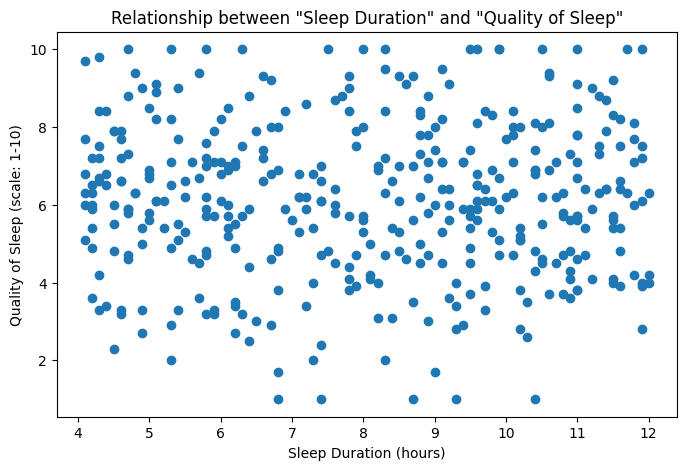 Relationship between "Sleep Duration" and "Quality of Sleep"
Quality of Sleep (scale: 1-10)
10
8
6
4
2
4 5 6 7 8 9 10 11 12
Sleep Duration (hours)